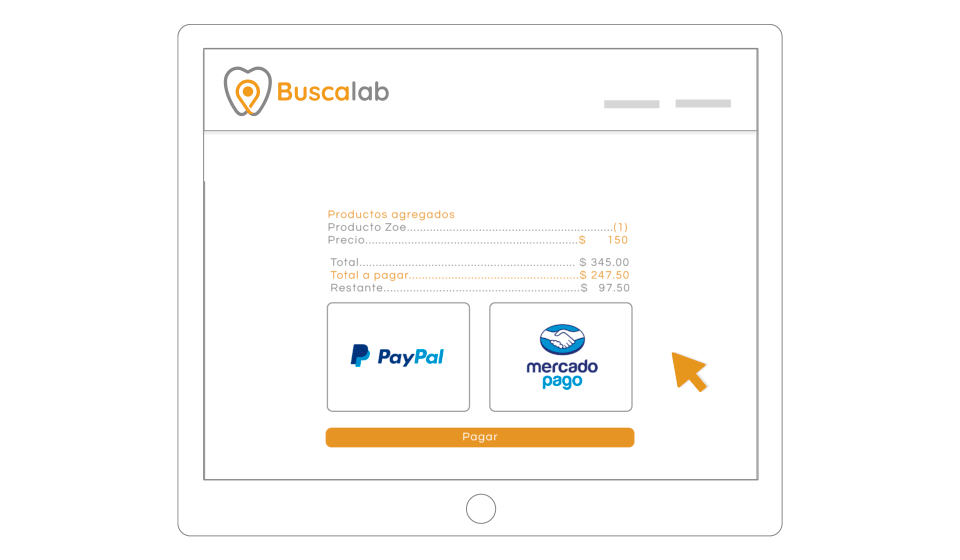 Buscalab
Productos agregados
Producto Zoe..............................................................(1)
Precio................................................................$ 150
Total................................................................. $ 345.00
Total a pagar...................................................$ 247.50
Restante...........................................................$ 97.50
PayPal
mercado
pago
Pagar